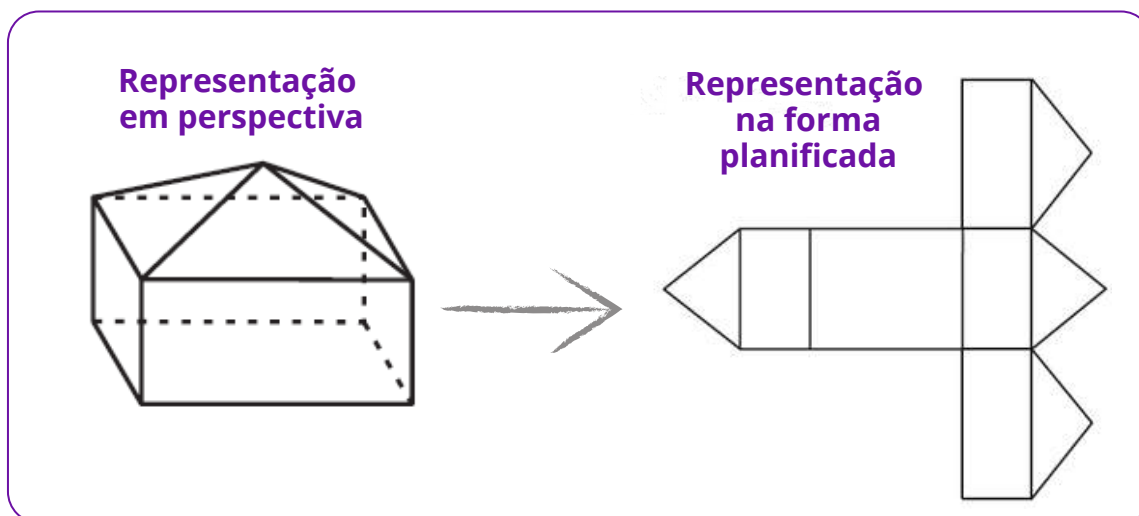 Representação
em perspectiva
Representação
na forma
planificada